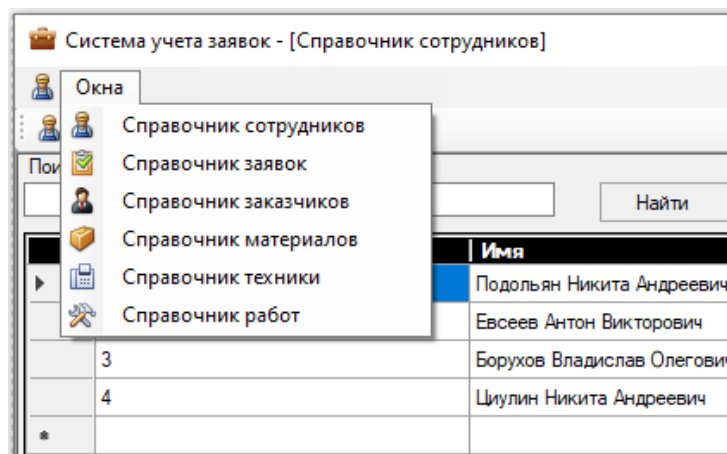 Система учета заявок - [Справочник сотрудников]
Окна
Справочник сотрудников
Справочник заявок
Справочник заказчиков
Справочник материалов
Справочник техники
Справочник работ
Найти
Имя
Подольян Никита Андреевич
Евсеев Антон Викторович
3 Борухов Владислав Олегови
4 Циулин Никита Андреевич